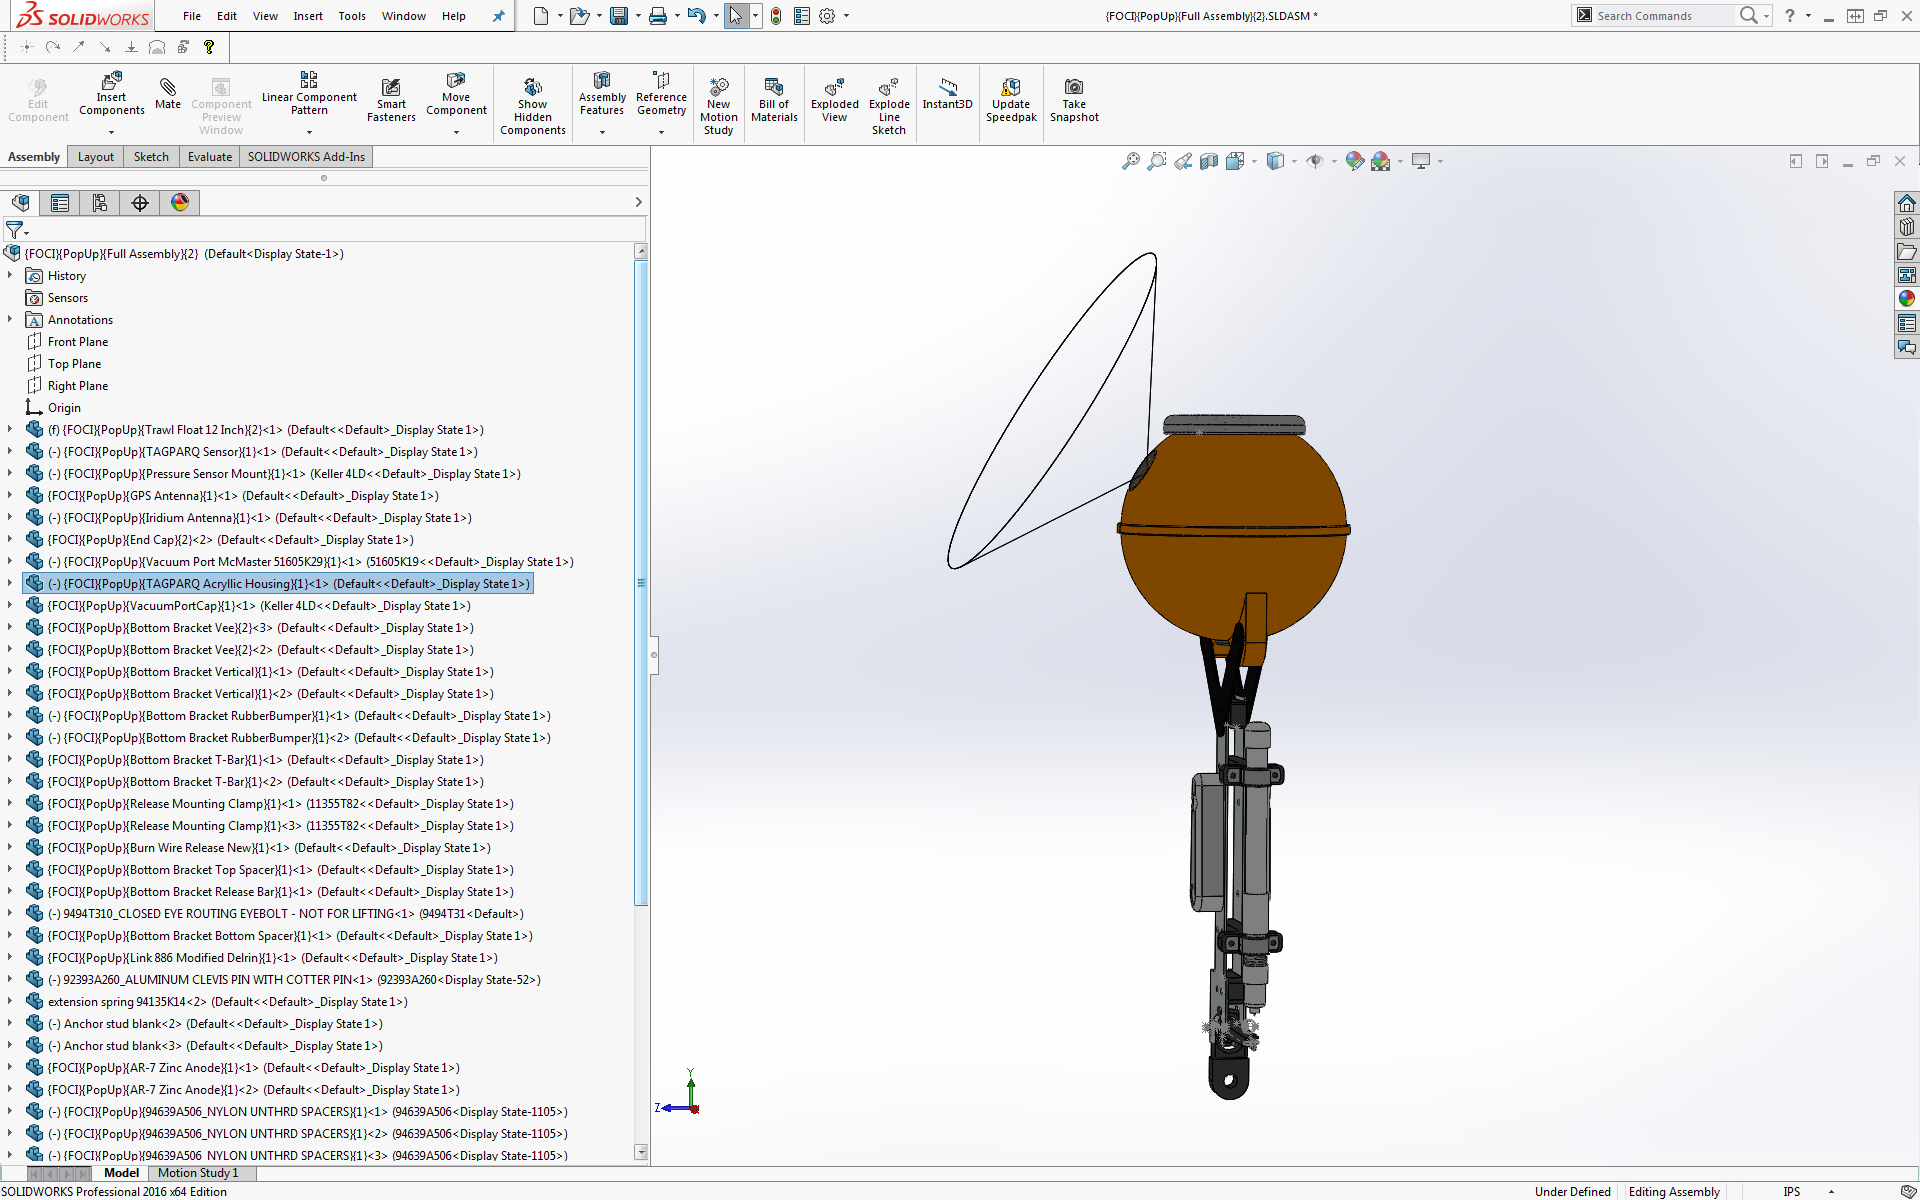 SOLIDWORKS File Edit View Insert Tools Window Help {FOCI}{PopUp}{Full Assembly}{2}.SLDASM * Search Commands ?
?
Edit Component
Insert Components
Mate
Component Preview Window
Linear Component Pattern
Smart Fasteners
Move Component
Show Hidden Components
Assembly Features
Reference Geometry
New Motion Study
Bill of Materials
Exploded View
Explode Line Sketch
Instant3D
Update Speedpak
Take Snapshot
Assembly Layout Sketch Evaluate SOLIDWORKS Add-Ins
{FOCI}{PopUp}{Full Assembly}{2} (Default<Display State-1>)
History
Sensors
A Annotations
Front Plane
Top Plane
Right Plane
Origin
(f) {FOCI}{PopUp}{Trawl Float 12 Inch}{2}<1> (Default<<Default>_Display State 1>)
(-) {FOCI}{PopUp}{TAGPARQ Sensor}{1}<1> (Default<<Default>_Display State 1>)
(-) {FOCI}{PopUp}{Pressure Sensor Mount}{1}<1> (Keller 4LD<<Default>_Display State 1>)
{FOCI}{PopUp}{GPS Antenna}{1}<1> (Default<<Default>_Display State 1>)
(-) {FOCI}{PopUp}{Iridium Antenna}{1}<1> (Default<<Default>_Display State 1>)
{FOCI}{PopUp}{End Cap}{2}<2> (Default<<Default>_Display State 1>)
(-) {FOCI}{PopUp}{Vacuum Port McMaster 51605K29}{1}<1> (51605K19<<Default>_Display State 1>)
(-) {FOCI}{PopUp}{TAGPARQ Acryllic Housing}{1}<1> (Default<<Default>_Display State 1>)
{FOCI}{PopUp}{VacuumPortCap}{1}<1> (Keller 4LD<<Default>_Display State 1>)
{FOCI}{PopUp}{Bottom Bracket Vee}{2}<3> (Default<<Default>_Display State 1>)
{FOCI}{PopUp}{Bottom Bracket Vee}{2}<2> (Default<<Default>_Display State 1>)
{FOCI}{PopUp}{Bottom Bracket Vertical}{1}<1> (Default<<Default>_Display State 1>)
{FOCI}{PopUp}{Bottom Bracket Vertical}{1}<2> (Default<<Default>_Display State 1>)
(-) {FOCI}{PopUp}{Bottom Bracket RubberBumper}{1}<1> (Default<<Default>_Display State 1>)
(-) {FOCI}{PopUp}{Bottom Bracket RubberBumper}{1}<2> (Default<<Default>_Display State 1>)
{FOCI}{PopUp}{Bottom Bracket T-Bar}{1}<1> (Default<<Default>_Display State 1>)
{FOCI}{PopUp}{Bottom Bracket T-Bar}{1}<2> (Default<<Default>_Display State 1>)
{FOCI}{PopUp}{Release Mounting Clamp}{1}<1> (11355T82<<Default>_Display State 1>)
{FOCI}{PopUp}{Release Mounting Clamp}{1}<3> (11355T82<<Default>_Display State 1>)
{FOCI}{PopUp}{Burn Wire Release New}{1}<1> (Default<<Default>_Display State 1>)
{FOCI}{PopUp}{Bottom Bracket Top Spacer}{1}<1> (Default<<Default>_Display State 1>)
{FOCI}{PopUp}{Bottom Bracket Release Bar}{1}<1> (Default<<Default>_Display State 1>)
(-) 9494T310_CLOSED EYE ROUTING EYEBOLT - NOT FOR LIFTING<1> (9494T31<Default>)
{FOCI}{PopUp}{Bottom Bracket Bottom Spacer}{1}<1> (Default<<Default>_Display State 1>)
{FOCI}{PopUp}{Link 886 Modified Delrin}{1}<1> (Default<<Default>_Display State 1>)
(-) 92393A260_ALUMINUM CLEVIS PIN WITH COTTER PIN<1> (92393A260<Display State-52>)
extension spring 94135K14<2> (Default<<Default>_Display State 1>)
(-) Anchor stud blank<2> (Default<<Default>_Display State 1>)
(-) Anchor stud blank<3> (Default<<Default>_Display State 1>)
{FOCI}{PopUp}{AR-7 Zinc Anode}{1}<1> (Default<<Default>_Display State 1>)
{FOCI}{PopUp}{AR-7 Zinc Anode}{1}<2> (Default<<Default>_Display State 1>)
(-) {FOCI}{PopUp}{94639A506_NYLON UNTHRD SPACERS}{1}<1> (94639A506<Display State-1105>)
(-) {FOCI}{PopUp}{94639A506_NYLON UNTHRD SPACERS}{1}<2> (94639A506<Display State-1105>)
(-) {FOCI}{PopUp}{94639A506_NYLON UNTHRD SPACERS}{1}<3> (94639A506<Display State-1105>)
Y
Z
Model Motion Study 1
SOLIDWORKS Professional 2016 x64 Edition Under Defined Editing Assembly IPS